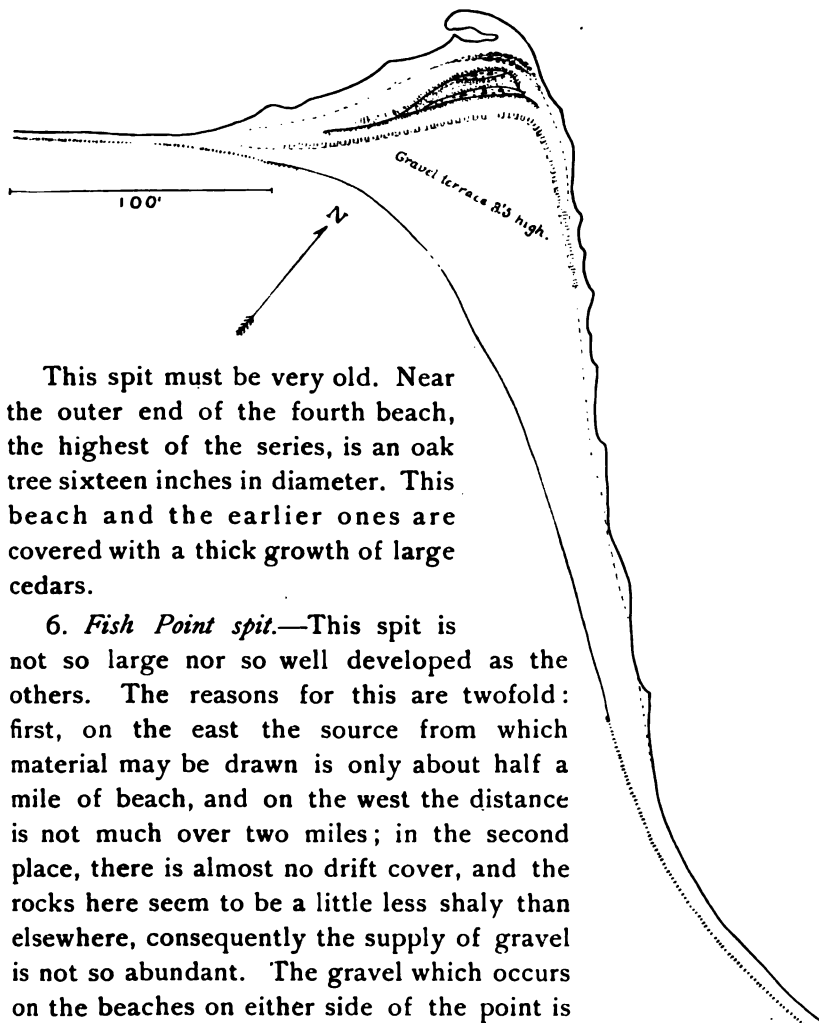 Gravel terrace 2.'5 high.
100'
N
This spit must be very old. Near
the outer end of the fourth beach,
the highest of the series, is an oak
tree sixteen inches in diameter. This
beach and the earlier ones are
covered with a thick growth of large
cedars.
6. Fish Point spit.—This spit is
not so large nor so well developed as the
others. The reasons for this are twofold:
first, on the east the source from which
material may be drawn is only about half a
mile of beach, and on the west the distance
is not much over two miles; in the second
place, there is almost no drift cover, and the
rocks here seem to be a little less shaly than
elsewhere, consequently the supply of gravel
is not so abundant. The gravel which occurs
on the beaches on either side of the point is